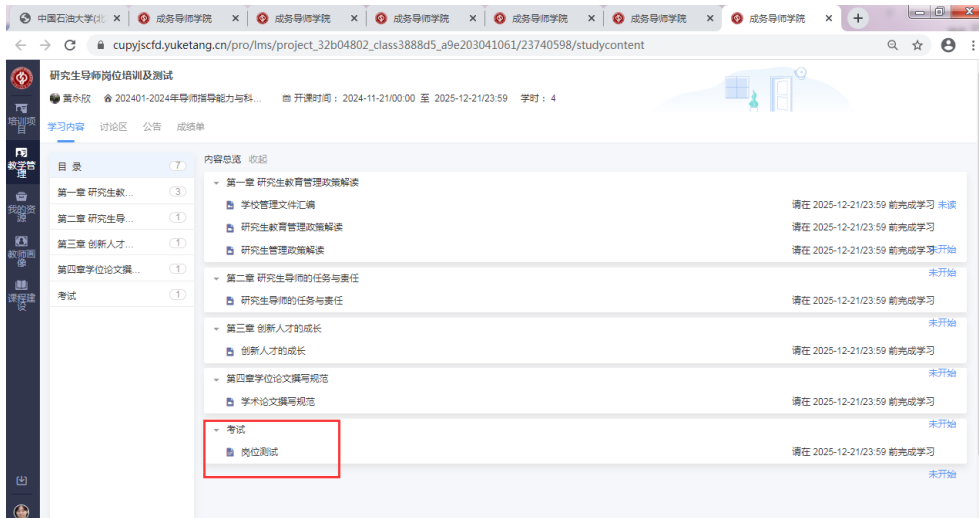 中国石油大学(北
成务导师学院
成务导师学院
成务导师学院
成务导师学院
成务导师学院
成务导师学院
cupyjscfd.yuketang.cn/pro/lms/project_32b04802_class3888d5_a9e203041061/23740598/studycontent
研究生导师岗位培训及测试
黄永欣 202401-2024年导师指导能力与科... 开课时间：2024-11-21/00:00 至 2025-12-21/23:59 学时：4
学习内容 讨论区 公告 成绩单
培训项目
教学管理
我的资源
教师画像
课程建设
目录 7
第一章 研究生教... 3
第二章 研究生导... 1
第三章 创新人才... 1
第四章学位论文撰... 1
考试 1
内容总览 收起
第一章 研究生教育管理政策解读
学校管理文件汇编 请在 2025-12-21/23:59 前完成学习 未读
研究生教育管理政策解读 请在 2025-12-21/23:59 前完成学习
研究生管理政策解读 请在 2025-12-21/23:59 前完成学习 未开始
第二章 研究生导师的任务与责任 未开始
研究生导师的任务与责任 请在 2025-12-21/23:59 前完成学习
第三章 创新人才的成长 未开始
创新人才的成长 请在 2025-12-21/23:59 前完成学习
第四章学位论文撰写规范 未开始
学术论文撰写规范 请在 2025-12-21/23:59 前完成学习
考试 未开始
岗位测试 请在 2025-12-21/23:59 前完成学习
未开始